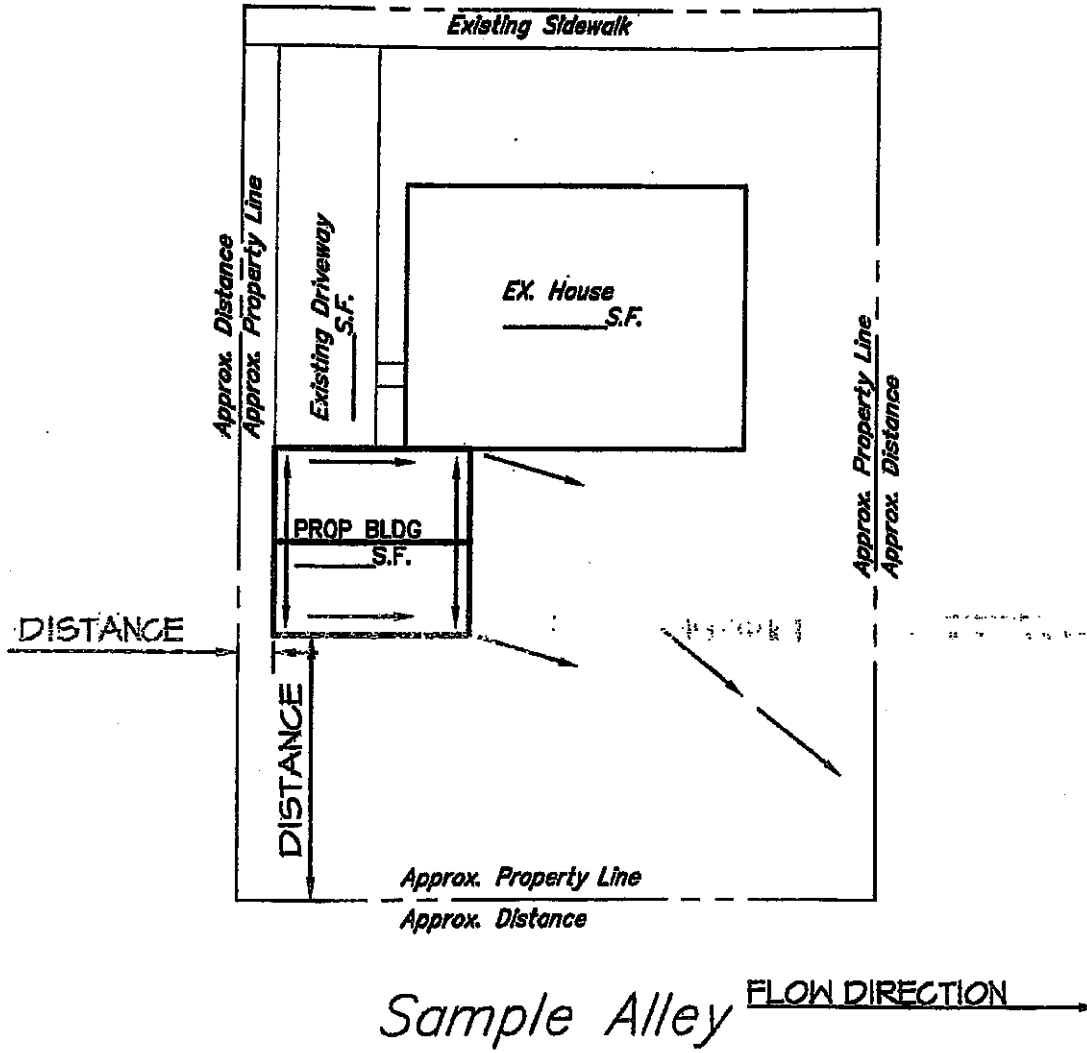 Existing Sidewalk
Approx. Distance
Approx. Property Line
Existing Driveway
S.F.
EX. House
S.F.
Approx. Property Line
Approx. Distance
PROP BLDG
S.F.
DISTANCE
DISTANCE
Approx. Property Line
Approx. Distance
Sample Alley
FLOW DIRECTION